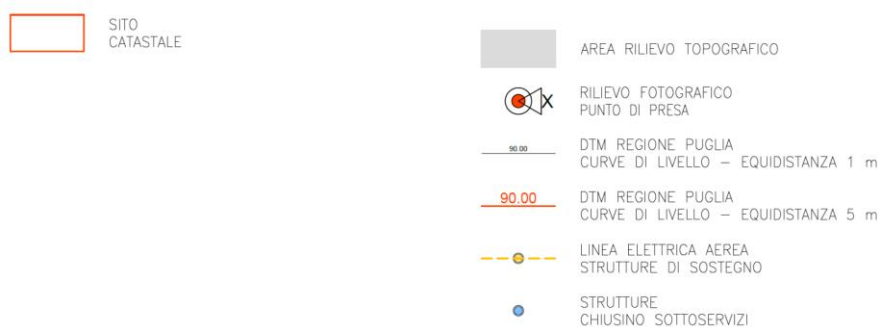 SITO
CATASTALE
AREA RILIEVO TOPOGRAFICO
X
RILIEVO FOTOGRAFICO
PUNTO DI PRESA
90.00
DTM REGIONE PUGLIA
CURVE DI LIVELLO – EQUIDISTANZA 1 m
90.00
DTM REGIONE PUGLIA
CURVE DI LIVELLO – EQUIDISTANZA 5 m
LINEA ELETTRICA AEREA
STRUTTURE DI SOSTEGNO
STRUTTURE
CHIUSINO SOTTOSERVIZI